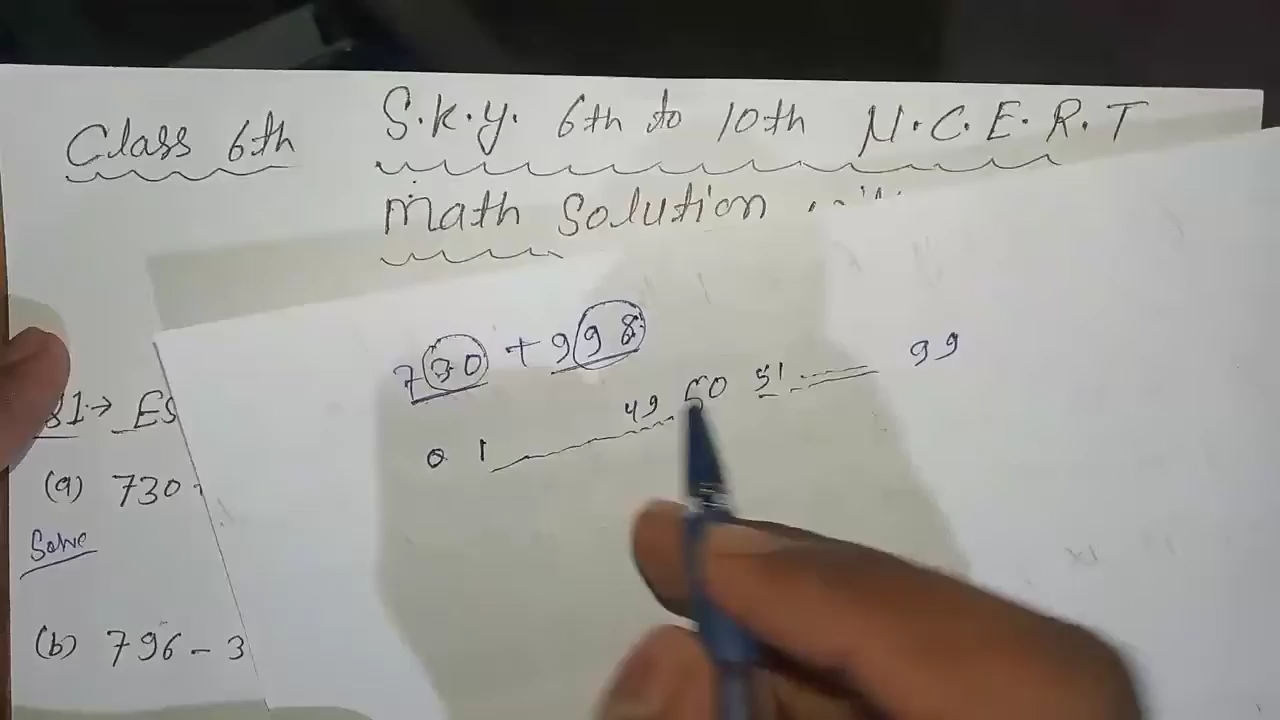 Class 6th
S.K.Y. 6th to 10th N.C.E.R.T
Math Solution
730 + 998
0 1 49 50 51 99
81→ ES
(a) 730
Solve
(b) 796 - 3